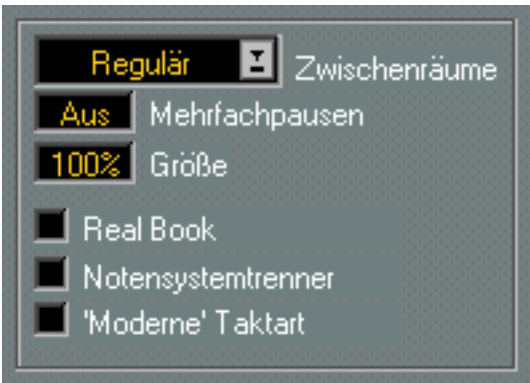 Regulär Zwischenräume
Aus Mehrfachpausen
100% Größe
Real Book
Notensystemtrenner
'Moderne' Taktart